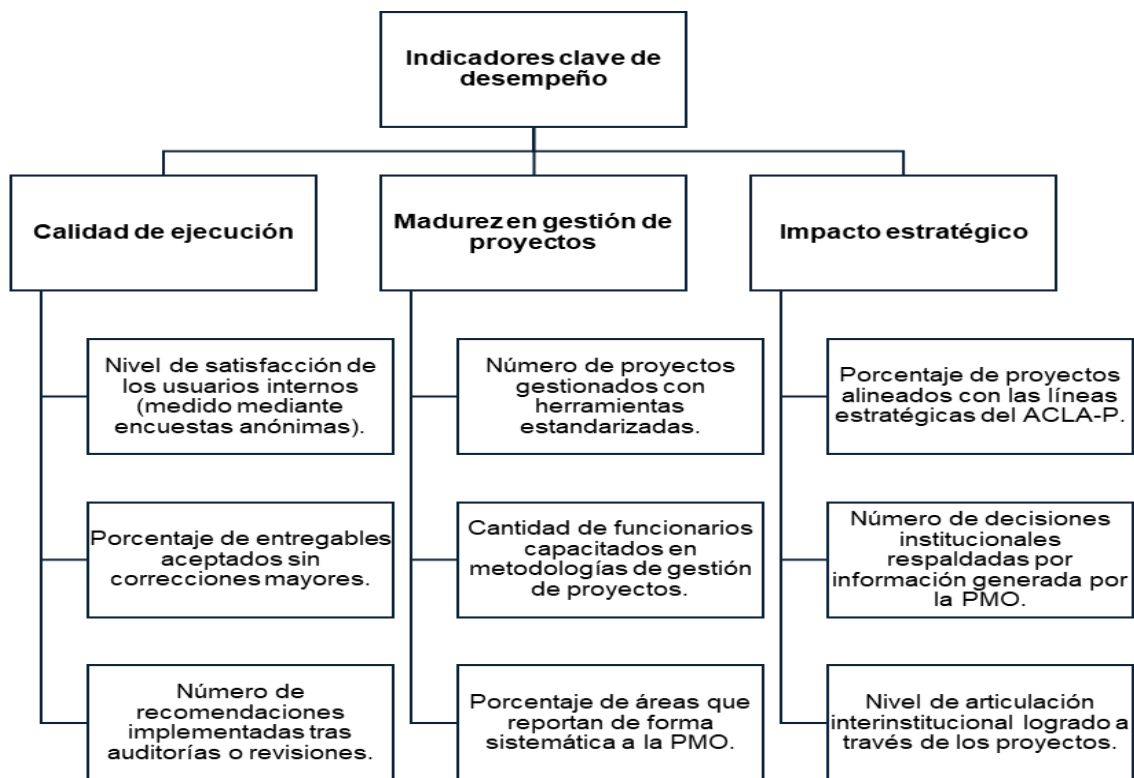 Indicadores clave de
desempeño
Calidad de ejecución
Madurez en gestión de
proyectos
Impacto estratégico
Nivel de satisfacción de
los usuarios internos
(medido mediante
encuestas anónimas).
Porcentaje de entregables
aceptados sin
correcciones mayores.
Número de
recomendaciones
implementadas tras
auditorías o revisiones.
Número de proyectos
gestionados con
herramientas
estandarizadas.
Cantidad de funcionarios
capacitados en
metodologías de gestión
de proyectos.
Porcentaje de áreas que
reportan de forma
sistemática a la PMO.
Porcentaje de proyectos
alineados con las líneas
estratégicas del ACLA-P.
Número de decisiones
institucionales
respaldadas por
información generada por
la PMO.
Nivel de articulación
interinstitucional logrado a
través de los proyectos.